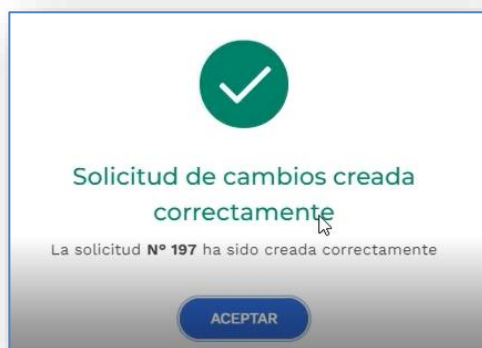 Solicitud de cambios creada
correctamente
La solicitud Nº 197 ha sido creada correctamente
ACEPTAR